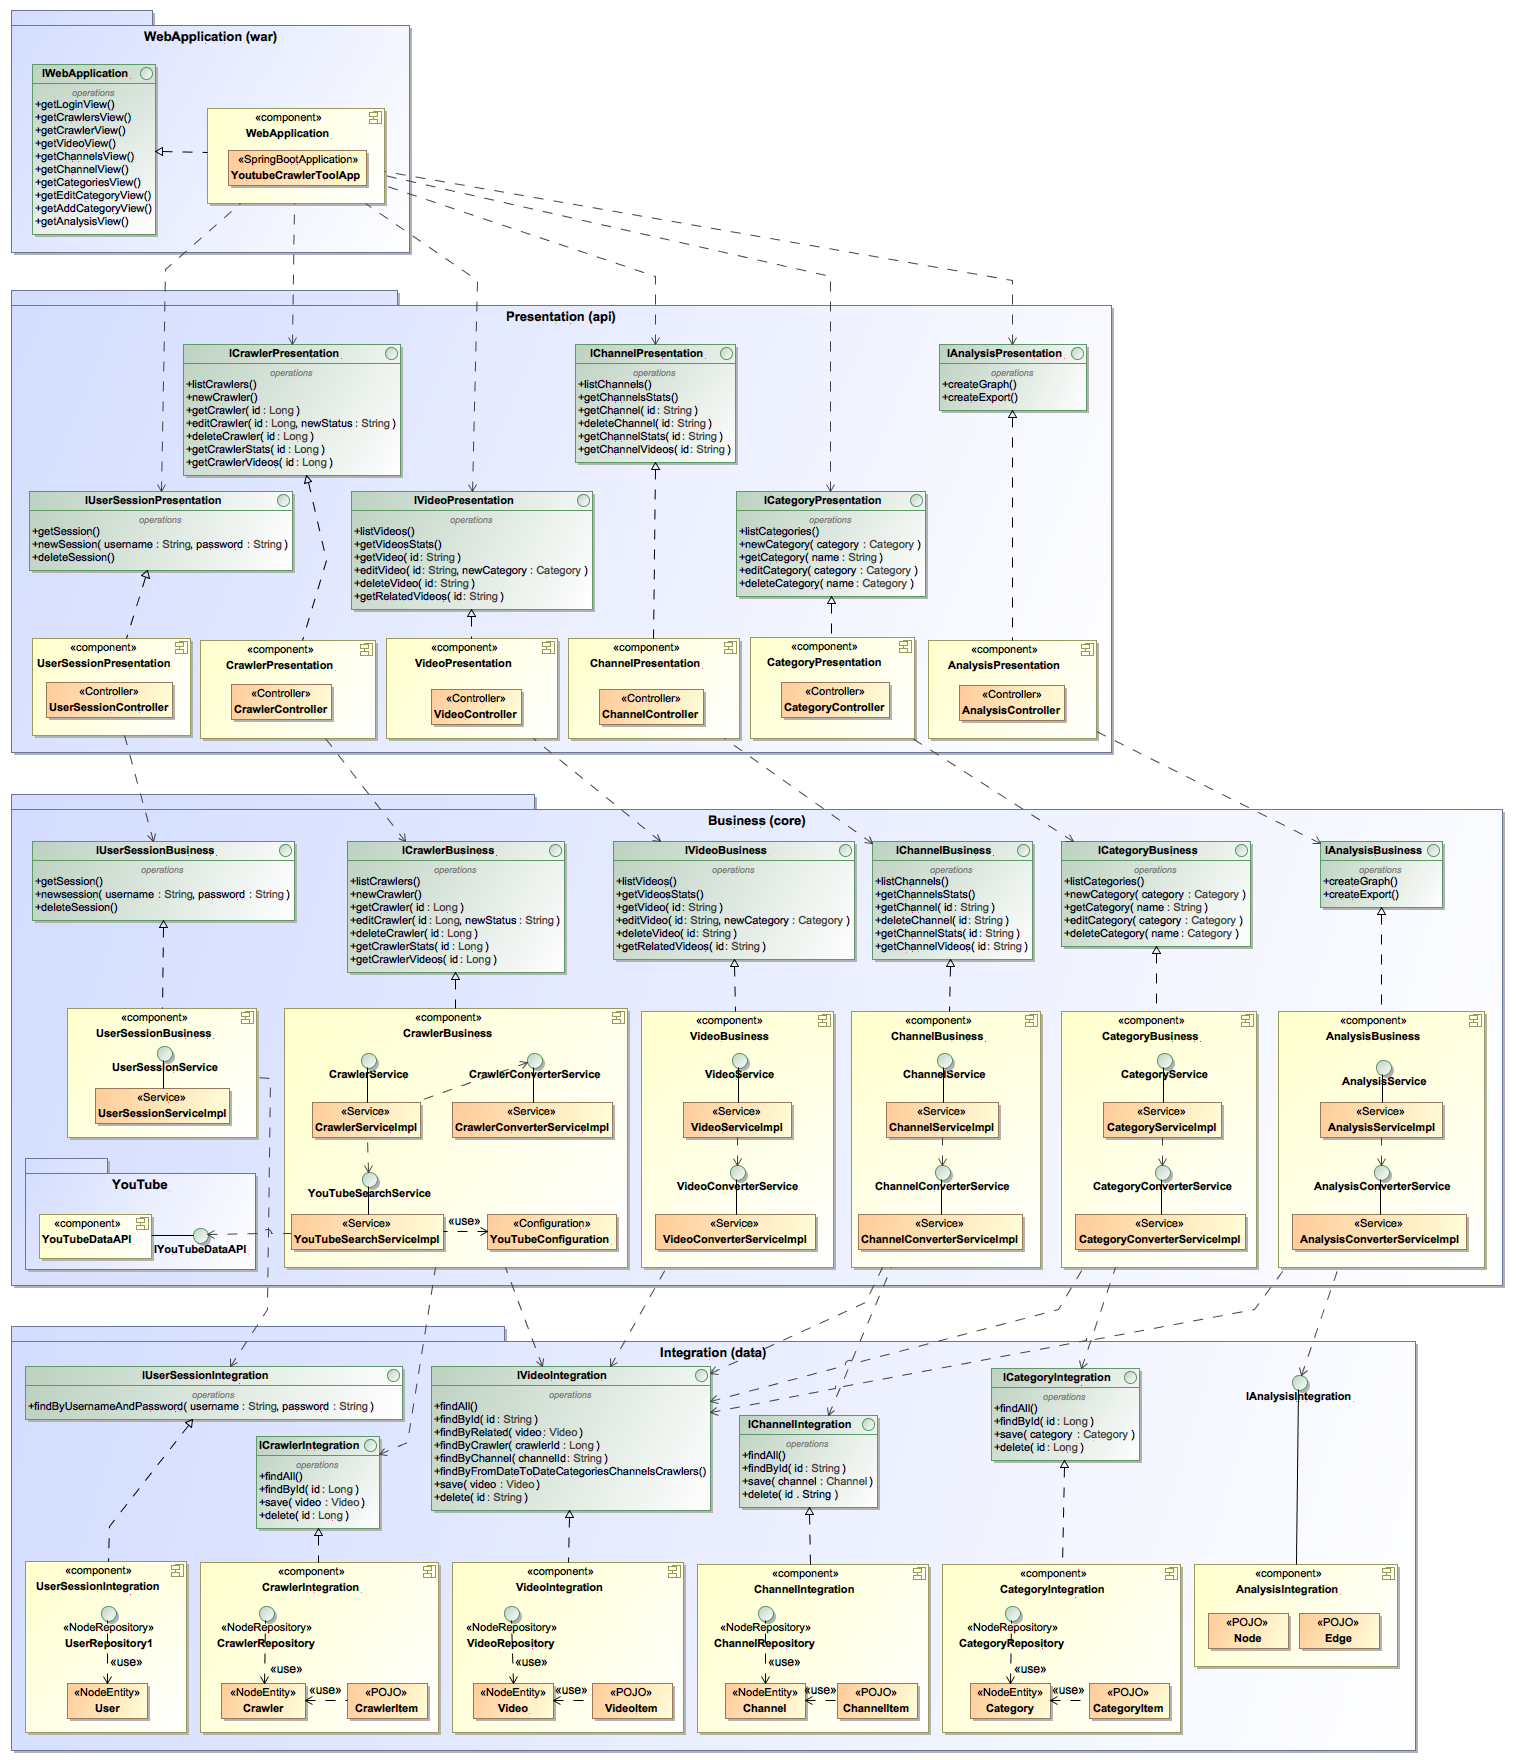 WebApplication (war)
IWebApplication
operations
+getLoginView()
+getCrawlersView()
+getCrawlerView()
+getVideoView()
+getChannelsView()
+getChannelView()
+getCategoriesView()
+getEditCategoryView()
+getAddCategoryView()
+getAnalysisView()
«component»
WebApplication
«SpringBootApplication»
YoutubeCrawlerToolApp
Presentation (api)
ICrawlerPresentation
operations
+listCrawlers()
+newCrawler()
+getCrawler( id : Long )
+editCrawler( id : Long, newStatus : String )
+deleteCrawler( id : Long )
+getCrawlerStats( id : Long )
+getCrawlerVideos( id : Long )
IChannelPresentation
operations
+listChannels()
+getChannelsStats()
+getChannel( id : String )
+deleteChannel( id : String )
+getChannelStats( id : String )
+getChannelVideos( id : String )
IAnalysisPresentation
operations
+createGraph()
+createExport()
IUserSessionPresentation
operations
+getSession()
+newSession( username : String, password : String )
+deleteSession()
IVideoPresentation
operations
+listVideos()
+getVideosStats()
+getVideo( id : String )
+editVideo( id : String, newCategory : Category )
+deleteVideo( id : String )
+getRelatedVideos( id : String )
ICategoryPresentation
operations
+listCategories()
+newCategory( category : Category )
+getCategory( name : String )
+editCategory( category : Category )
+deleteCategory( name : Category )
«component»
UserSessionPresentation
«Controller»
UserSessionController
«component»
CrawlerPresentation
«Controller»
CrawlerController
«component»
VideoPresentation
«Controller»
VideoController
«component»
ChannelPresentation
«Controller»
ChannelController
«component»
CategoryPresentation
«Controller»
CategoryController
«component»
AnalysisPresentation
«Controller»
AnalysisController
Business (core)
IUserSessionBusiness
operations
+getSession()
+newsession( username : String, password : String )
+deleteSession()
ICrawlerBusiness
operations
+listCrawlers()
+newCrawler()
+getCrawler( id : Long )
+editCrawler( id : Long, newStatus : String )
+deleteCrawler( id : Long )
+getCrawlerStats( id : Long )
+getCrawlerVideos( id : Long )
IVideoBusiness
operations
+listVideos()
+getVideosStats()
+getVideo( id : String )
+editVideo( id : String, newCategory : Category )
+deleteVideo( id : String )
+getRelatedVideos( id : String )
IChannelBusiness
operations
+listChannels()
+getChannelsStats()
+getChannel( id : String )
+deleteChannel( id : String )
+getChannelStats( id : String )
+getChannelVideos( id : String )
ICategoryBusiness
operations
+listCategories()
+newCategory( category : Category )
+getCategory( name : String )
+editCategory( category : Category )
+deleteCategory( name : Category )
IAnalysisBusiness
operations
+createGraph()
+createExport()
«component»
UserSessionBusiness
UserSessionService
«Service»
UserSessionServiceImpl
«component»
CrawlerBusiness
CrawlerService
CrawlerConverterService
«Service»
CrawlerServiceImpl
«Service»
CrawlerConverterServiceImpl
YouTubeSearchService
«Service»
YouTubeSearchServiceImpl
«use»
«Configuration»
YouTubeConfiguration
«component»
VideoBusiness
VideoService
«Service»
VideoServiceImpl
VideoConverterService
«Service»
VideoConverterServiceImpl
«component»
ChannelBusiness
ChannelService
«Service»
ChannelServiceImpl
ChannelConverterService
«Service»
ChannelConverterServiceImpl
«component»
CategoryBusiness
CategoryService
«Service»
CategoryServiceImpl
CategoryConverterService
«Service»
CategoryConverterServiceImpl
«component»
AnalysisBusiness
AnalysisService
«Service»
AnalysisServiceImpl
AnalysisConverterService
«Service»
AnalysisConverterServiceImpl
YouTube
«component»
YouTubeDataAPI
IYouTubeDataAPI
Integration (data)
IUserSessionIntegration
operations
+findByUsernameAndPassword( username : String, password : String )
ICrawlerIntegration
operations
+findAll()
+findById( id : Long )
+save( video : Video )
+delete( id : Long )
IVideoIntegration
operations
+findAll()
+findById( id : String )
+findByRelated( video : Video )
+findByCrawler( crawlerId : Long )
+findByChannel( channelId : String )
+findByFromDateToDateCategoriesChannelsCrawlers()
+save( video : Video )
+delete( id : String )
IChannelIntegration
operations
+findAll()
+findById( id : String )
+save( channel : Channel )
+delete( id . String )
ICategoryIntegration
operations
+findAll()
+findById( id : Long )
+save( category : Category )
+delete( id : Long )
IAnalysisIntegration
«component»
UserSessionIntegration
«NodeRepository»
UserRepository1
«use»
«NodeEntity»
User
«component»
CrawlerIntegration
«NodeRepository»
CrawlerRepository
«use»
«NodeEntity»
Crawler
«use»
«POJO»
CrawlerItem
«component»
VideoIntegration
«NodeRepository»
VideoRepository
«use»
«NodeEntity»
Video
«use»
«POJO»
VideoItem
«component»
ChannelIntegration
«NodeRepository»
ChannelRepository
«use»
«NodeEntity»
Channel
«use»
«POJO»
ChannelItem
«component»
CategoryIntegration
«NodeRepository»
CategoryRepository
«use»
«NodeEntity»
Category
«use»
«POJO»
CategoryItem
«component»
AnalysisIntegration
«POJO»
Node
«POJO»
Edge